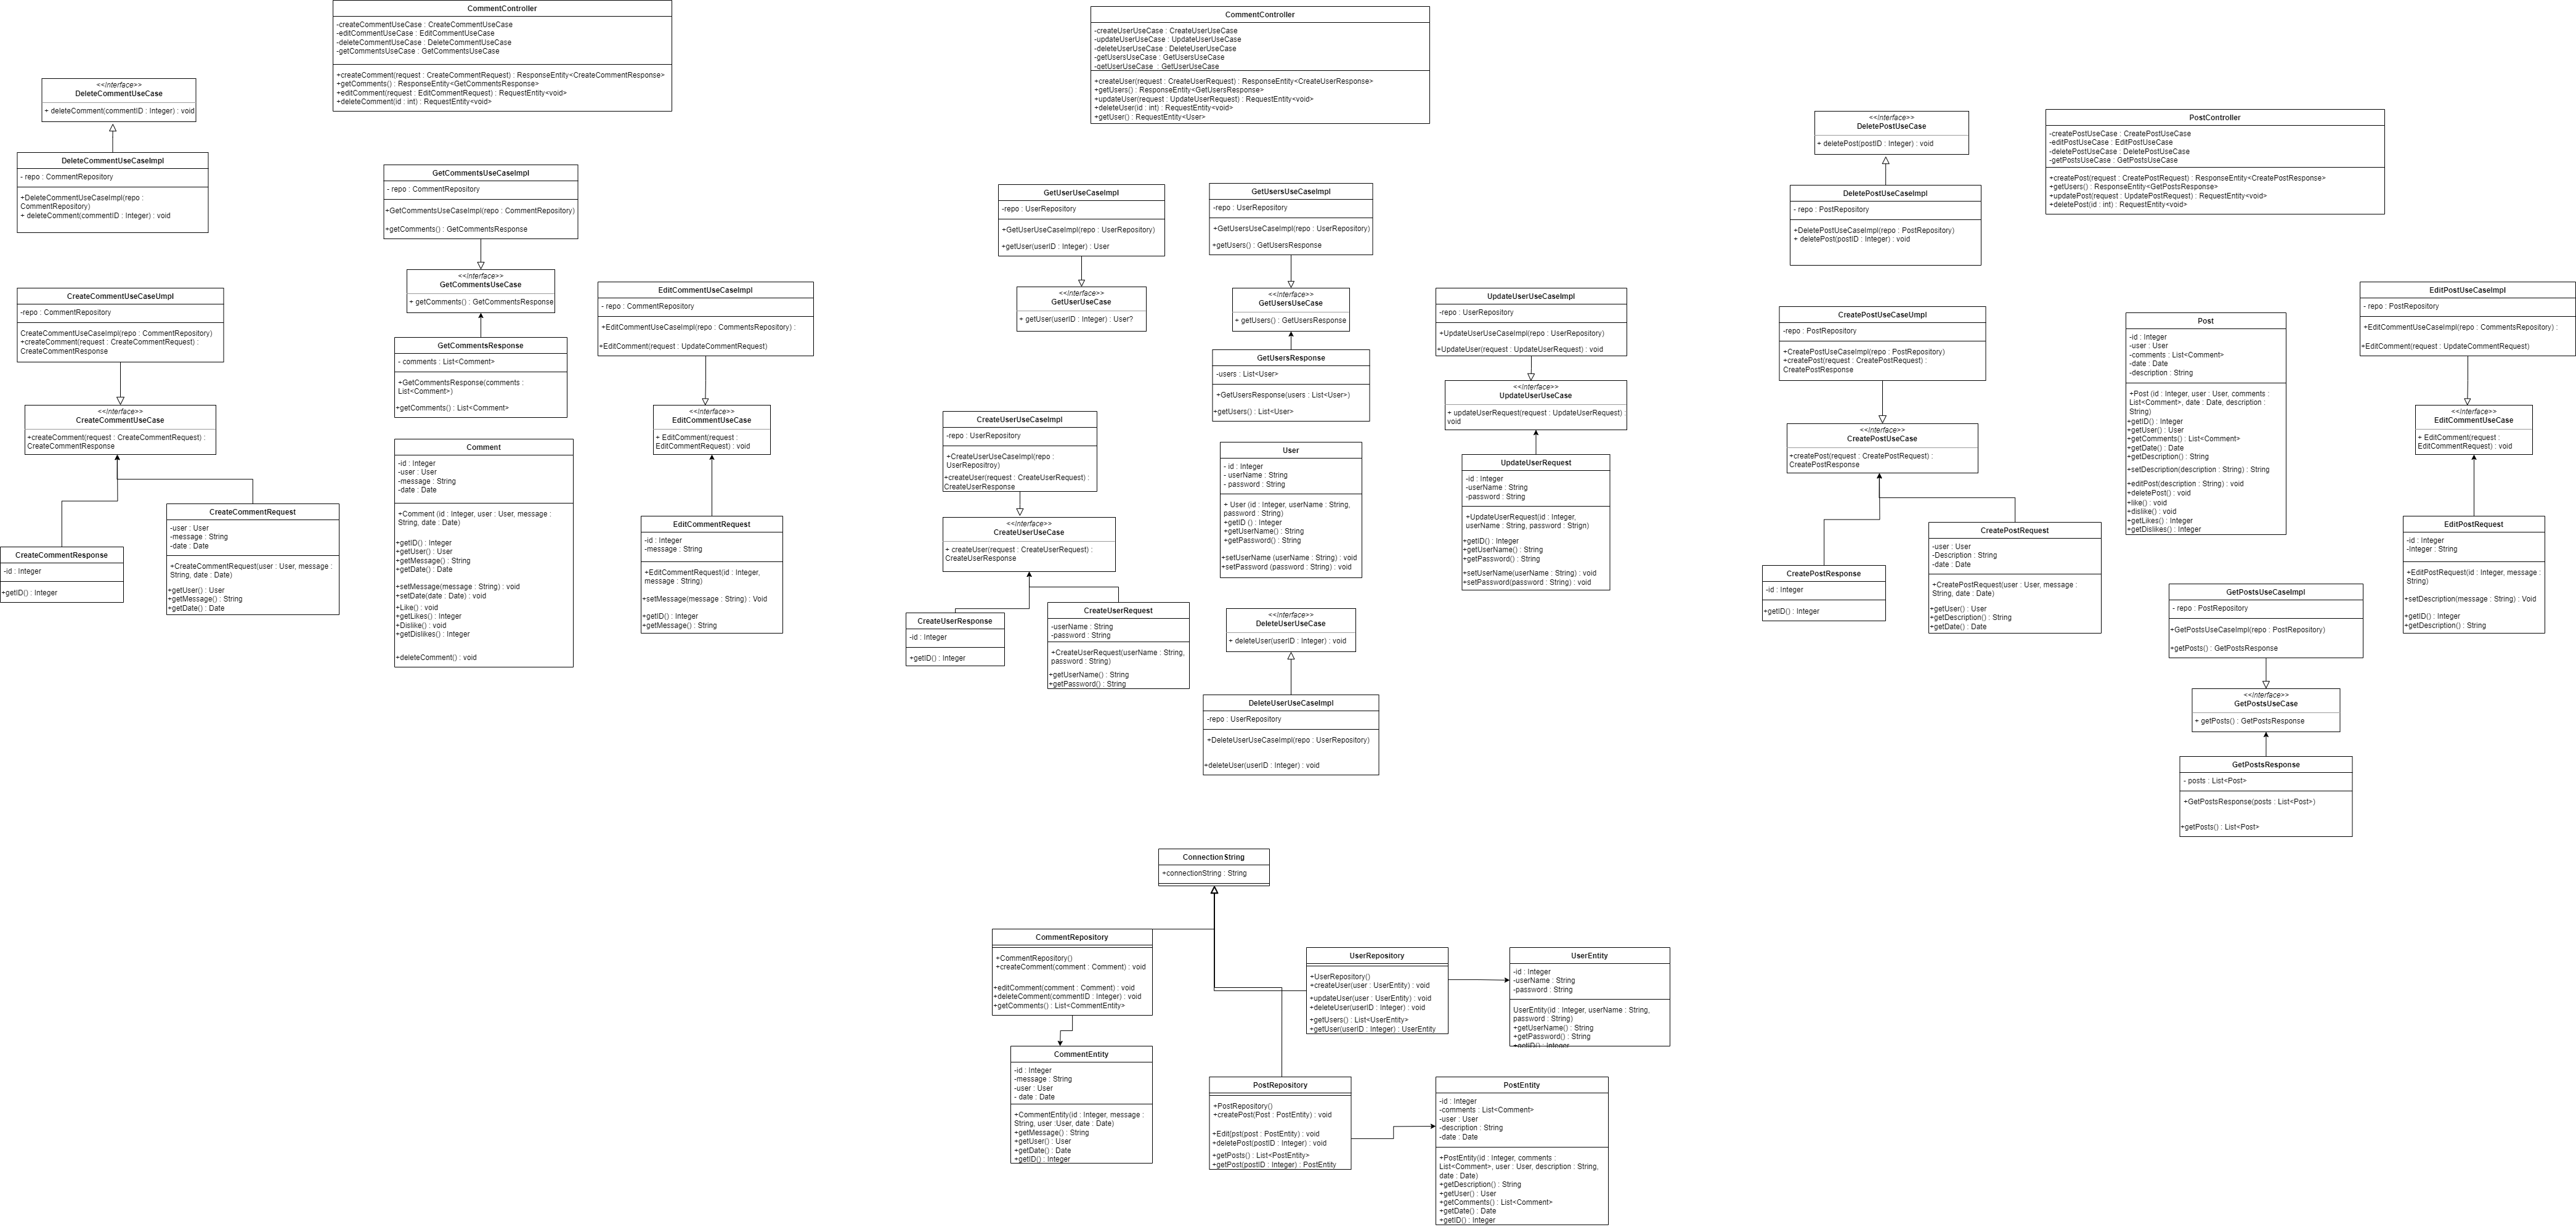 CommentController
-createCommentUseCase : CreateCommentUseCase
-editCommentUseCase : EditCommentUseCase
-deleteCommentUseCase : DeleteCommentUseCase
-getCommentsUseCase : GetCommentsUseCase
+createComment(request : CreateCommentRequest) : ResponseEntity<CreateCommentResponse>
+getComments() : ResponseEntity<GetCommentsResponse>
+editComment(request : EditCommentRequest) : RequestEntity<void>
+deleteComment(id : int) : RequestEntity<void>
<<Interface>>
DeleteCommentUseCase
+ deleteComment(commentID : Integer) : void
DeleteCommentUseCaseImpl
- repo : CommentRepository
+DeleteCommentUseCaseImpl(repo :
CommentRepository)
+ deleteComment(commentID : Integer) : void
GetCommentsUseCaseImpl
- repo : CommentRepository
+GetCommentsUseCaseImpl(repo : CommentRepository)
+getComments() : GetCommentsResponse
<<Interface>>
GetCommentsUseCase
+ getComments() : GetCommentsResponse
GetCommentsResponse
- comments : List<Comment>
+GetCommentsResponse(comments :
List<Comment>)
+getComments() : List<Comment>
CreateCommentUseCaseUmpl
-repo : CommentRepository
CreateCommentUseCaseImpl(repo : CommentRepository)
+createComment(request : CreateCommentRequest) :
CreateCommentResponse
<<Interface>>
CreateCommentUseCase
+createComment(request : CreateCommentRequest) :
CreateCommentResponse
CreateCommentResponse
-id : Integer
+getID() : Integer
CreateCommentRequest
-user : User
-message : String
-date : Date
+CreateCommentRequest(user : User, message :
String, date : Date)
+getUser() : User
+getMessage() : String
+getDate() : Date
Comment
-id : Integer
-user : User
-message : String
-date : Date
+Comment (id : Integer, user : User, message :
String, date : Date)
+getID() : Integer
+getUser() : User
+getMessage() : String
+getDate() : Date
+setMessage(message : String) : void
+setDate(date : Date) : void
+Like() : void
+getLikes() : Integer
+Dislike() : void
+getDislikes() : Integer
+deleteComment() : void
EditCommentUseCaseImpl
- repo : CommentRepository
+EditCommentUseCaseImpl(repo : CommentsRepository) :
+EditComment(request : UpdateCommentRequest)
<<Interface>>
EditCommentUseCase
+ EditComment(request :
EditCommentRequest) : void
EditCommentRequest
-id : Integer
-message : String
+EditCommentRequest(id : Integer,
message : String)
+setMessage(message : String) : Void
+getID() : Integer
+getMessage() : String
CommentController
-createUserUseCase : CreateUserUseCase
-updateUserUseCase : UpdateUserUseCase
-deleteUserUseCase : DeleteUserUseCase
-getUsersUseCase : GetUsersUseCase
-getUserUseCase : GetUserUseCase
+createUser(request : CreateUserRequest) : ResponseEntity<CreateUserResponse>
+getUsers() : ResponseEntity<GetUsersResponse>
+updateUser(request : UpdateUserRequest) : RequestEntity<void>
+deleteUser(id : int) : RequestEntity<void>
+getUser() : RequestEntity<User>
GetUserUseCaseImpl
-repo : UserRepository
+GetUserUseCaseImpl(repo : UserRepository)
+getUser(userID : Integer) : User
<<Interface>>
GetUserUseCase
+ getUser(userID : Integer) : User?
GetUsersUseCaseImpl
-repo : UserRepository
+GetUsersUseCaseImpl(repo : UserRepository)
+getUsers() : GetUsersResponse
<<Interface>>
GetUsersUseCase
+ getUsers() : GetUsersResponse
GetUsersResponse
-users : List<User>
+GetUsersResponse(users : List<User>)
+getUsers() : List<User>
UpdateUserUseCaseImpl
-repo : UserRepository
+UpdateUserUseCaseImpl(repo : UserRepository)
+UpdateUser(request : UpdateUserRequest) : void
<<Interface>>
UpdateUserUseCase
+ updateUserRequest(request : UpdateUserRequest) :
void
UpdateUserRequest
-id : Integer
-userName : String
-password : String
+UpdateUserRequest(id : Integer,
userName : String, password : Strign)
+getID() : Integer
+getUserName() : String
+getPassword() : String
+setUserName(userName : String) : void
+setPassword(password : String) : void
CreateUserUseCaseImpl
-repo : UserRepository
+CreateUserUseCaseImpl(repo :
UserRepositroy)
+createUser(request : CreateUserRequest) :
CreateUserResponse
<<Interface>>
CreateUserUseCase
+ createUser(request : CreateUserRequest) :
CreateUserResponse
CreateUserResponse
-id : Integer
+getID() : Integer
CreateUserRequest
-userName : String
-password : String
+CreateUserRequest(userName : String,
password : String)
+getUserName() : String
+getPassword() : String
User
- id : Integer
- userName : String
- password : String
+ User (id : Integer, userName : String,
password : String)
+getID () : Integer
+getUserName() : String
+getPassword() : String
+setUserName (userName : String) : void
+setPassword (password : String) : void
<<Interface>>
DeleteUserUseCase
+ deleteUser(userID : Integer) : void
DeleteUserUseCaseImpl
-repo : UserRepository
+DeleteUserUseCaseImpl(repo : UserRepository)
+deleteUser(userID : Integer) : void
<<Interface>>
DeletePostUseCase
+ deletePost(postID : Integer) : void
DeletePostUseCaseImpl
- repo : PostRepository
+DeletePostUseCaseImpl(repo : PostRepository)
+ deletePost(postID : Integer) : void
PostController
-createPostUseCase : CreatePostUseCase
-editPostUseCase : EditPostUseCase
-deletePostUseCase : DeletePostUseCase
-getPostsUseCase : GetPostsUseCase
+createPost(request : CreatePostRequest) : ResponseEntity<CreatePostResponse>
+getUsers() : ResponseEntity<GetPostsResponse>
+updatePost(request : UpdatePostRequest) : RequestEntity<void>
+deletePost(id : int) : RequestEntity<void>
CreatePostUseCaseUmpl
-repo : PostRepository
+CreatePostUseCaseImpl(repo : PostRepository)
+createPost(request : CreatePostRequest) :
CreatePostResponse
<<Interface>>
CreatePostUseCase
+createPost(request : CreatePostRequest) :
CreatePostResponse
CreatePostResponse
-id : Integer
+getID() : Integer
CreatePostRequest
-user : User
-Description : String
-date : Date
+CreatePostRequest(user : User, message :
String, date : Date)
+getUser() : User
+getDescription() : String
+getDate() : Date
Post
-id : Integer
-user : User
-comments : List<Comment>
-date : Date
-description : String
+Post (id : Integer, user : User, comments :
List<Comment>, date : Date, description :
String)
+getID() : Integer
+getUser() : User
+getComments() : List<Comment>
+getDate() : Date
+getDescription() : String
+setDescription(description : String) : String
+editPost(description : String) : void
+deletePost() : void
+like() : void
+dislike() : void
+getLikes() : Integer
+getDislikes() : Integer
EditPostUseCaseImpl
- repo : PostRepository
+EditCommentUseCaseImpl(repo : CommentsRepository) :
+EditComment(request : UpdateCommentRequest)
<<Interface>>
EditCommentUseCase
+ EditComment(request :
EditCommentRequest) : void
EditPostRequest
-id : Integer
-Integer : String
+EditPostRequest(id : Integer, message :
String)
+setDescription(message : String) : Void
+getID() : Integer
+getDescription() : String
GetPostsUseCaseImpl
- repo : PostRepository
+GetPostsUseCaseImpl(repo : PostRepository)
+getPosts() : GetPostsResponse
<<Interface>>
GetPostsUseCase
+ getPosts() : GetPostsResponse
GetPostsResponse
- posts : List<Post>
+GetPostsResponse(posts : List<Post>)
+getPosts() : List<Post>
ConnectionString
+connectionString : String
CommentRepository
+CommentRepository()
+createComment(comment : Comment) : void
+editComment(comment : Comment) : void
+deleteComment(commentID : Integer) : void
+getComments() : List<CommentEntity>
CommentEntity
-id : Integer
-message : String
-user : User
- date : Date
+CommentEntity(id : Integer, message :
String, user :User, date : Date)
+getMessage() : String
+getUser() : User
+getDate() : Date
+getID() : Integer
UserRepository
+UserRepository()
+createUser(user : UserEntity) : void
+updateUser(user : UserEntity) : void
+deleteUser(userID : Integer) : void
+getUsers() : List<UserEntity>
+getUser(userID : Integer) : UserEntity
UserEntity
-id : Integer
-userName : String
-password : String
UserEntity(id : Integer, userName : String,
password : String)
+getUserName() : String
+getPassword() : String
+getID() : Integer
PostRepository
+PostRepository()
+createPost(Post : PostEntity) : void
+Edit(pst(post : PostEntity) : void
+deletePost(postID : Integer) : void
+getPosts() : List<PostEntity>
+getPost(postID : Integer) : PostEntity
PostEntity
-id : Integer
-comments : List<Comment>
-user : User
-description : String
-date : Date
+PostEntity(id : Integer, comments :
List<Comment>, user : User, description : String,
date : Date)
+getDescription() : String
+getUser() : User
+getComments() : List<Comment>
+getDate() : Date
+getID() : Integer